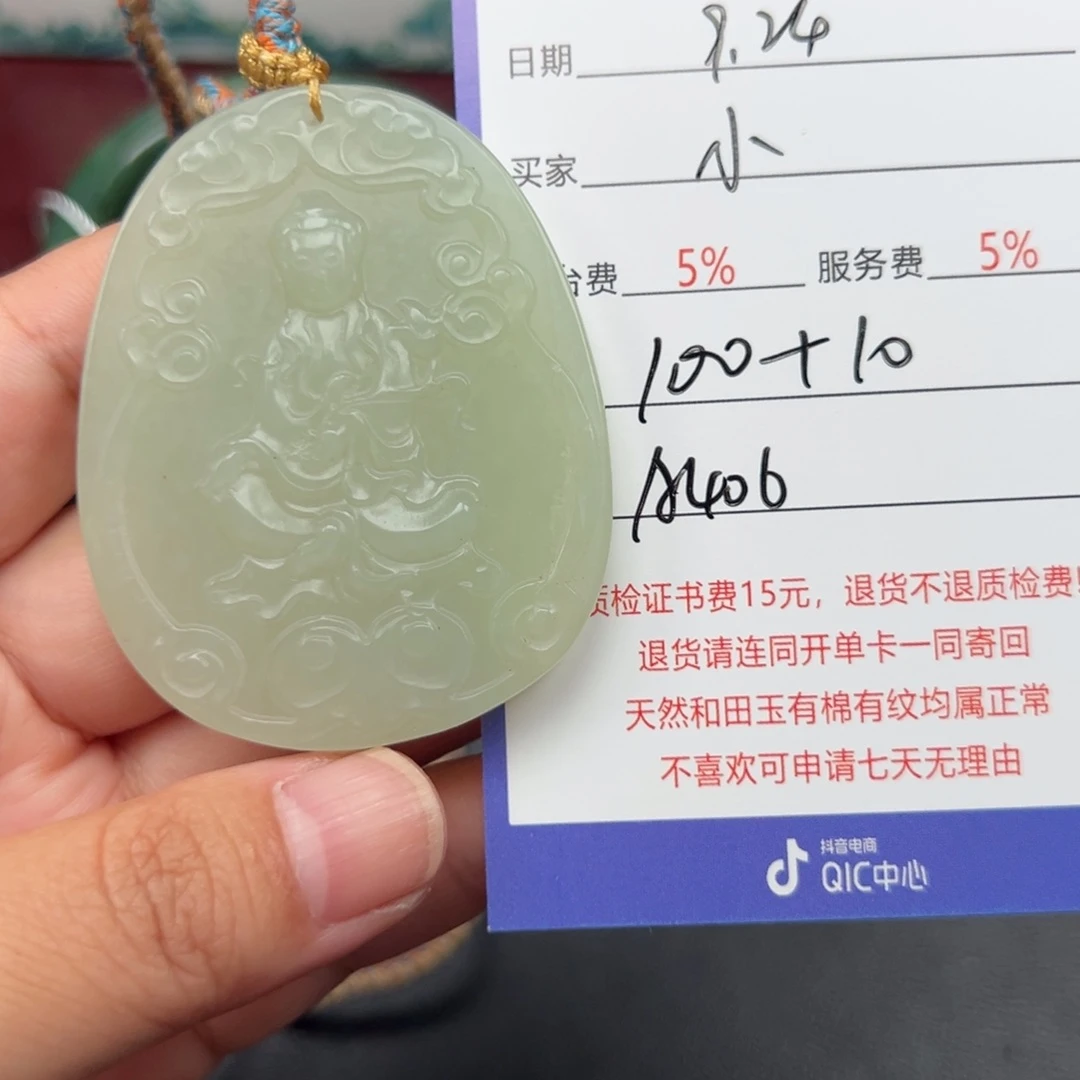 日期 9.24
买家 小
台费 5% 服务费 5%
100+10
质检证书费15元，退货不退质检费!
退货请连同开单卡一同寄回
天然和田玉有棉有纹均属正常
不喜欢可申请七天无理由
抖音电商
QIC中心